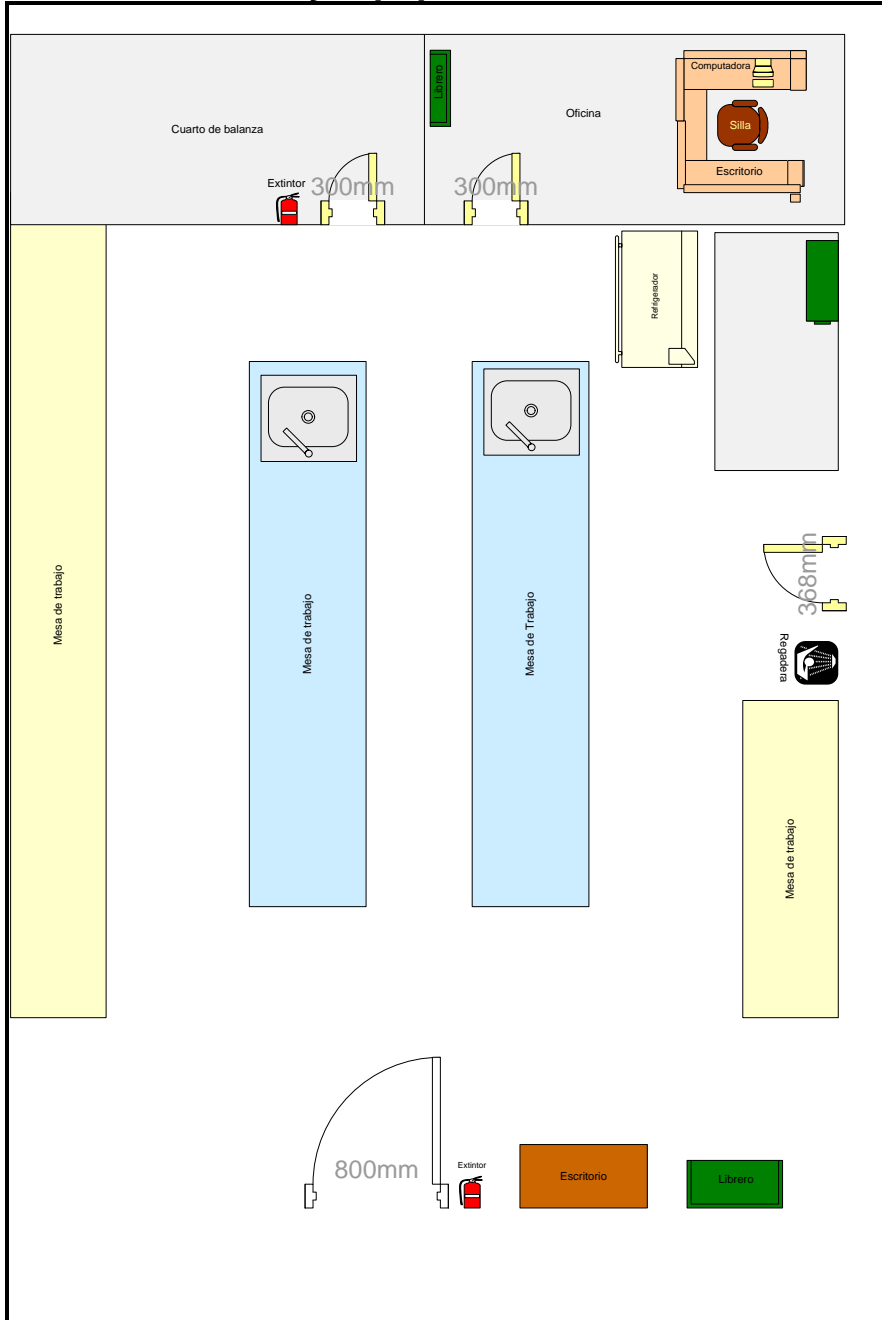 Computadora
Librero
Oficina
Cuarto de balanza
Silla
Escritorio
Extintor
300mm
300mm
Refrigerador
368mm
Mesa de trabajo
Mesa de trabajo
Mesa de Trabajo
Regadera
Mesa de trabajo
800mm
Extintor
Escritorio
Librero